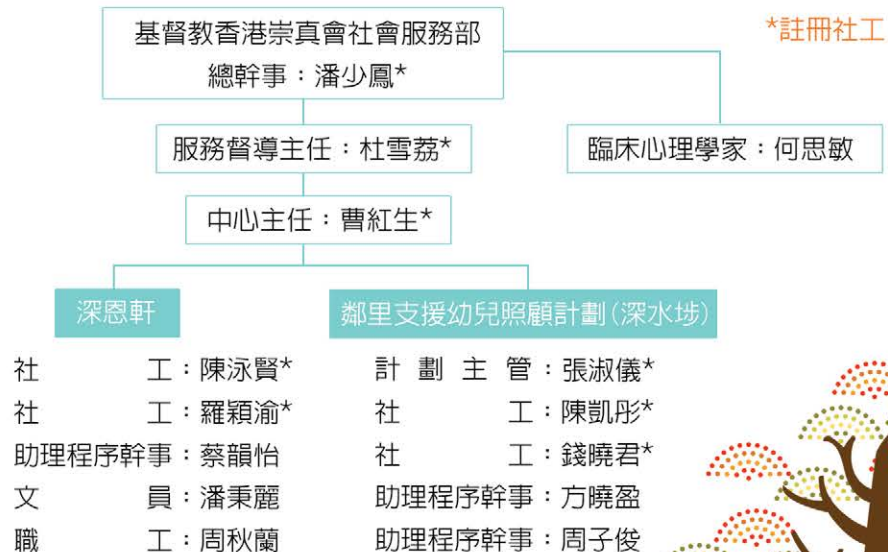 基督教香港崇真會社會服務部
總幹事：潘少鳳*
*註冊社工
服務督導主任：杜雪荔*
臨床心理學家：何思敏
中心主任：曹紅生*
深恩軒
社工：陳泳賢*
社工：羅穎渝*
助理程序幹事：蔡韻怡
文員：潘秉麗
職工：周秋蘭
鄰里支援幼兒照顧計劃(深水埗)
計劃主管：張淑儀*
社工：陳凱彤*
社工：錢曉君*
助理程序幹事：方曉盈
助理程序幹事：周子俊